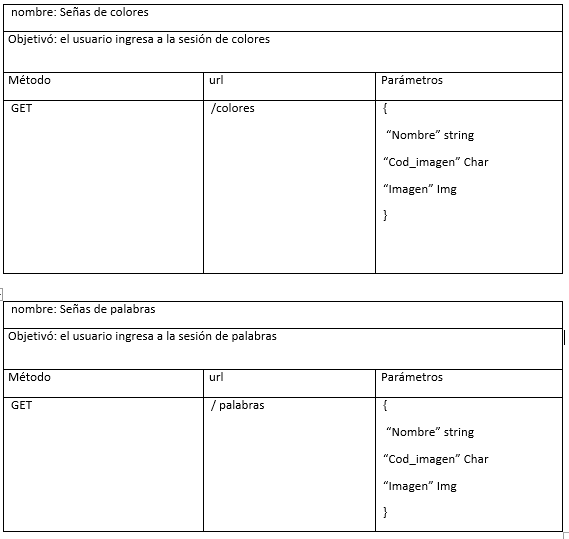 nombre: Señas de colores
Objetivó: el usuario ingresa a la sesión de colores
Método url Parámetros
GET /colores {
“Nombre” string
“Cod_imagen” Char
“Imagen” Img
}
nombre: Señas de palabras
Objetivó: el usuario ingresa a la sesión de palabras
Método url Parámetros
GET / palabras {
“Nombre” string
“Cod_imagen” Char
“Imagen” Img
}